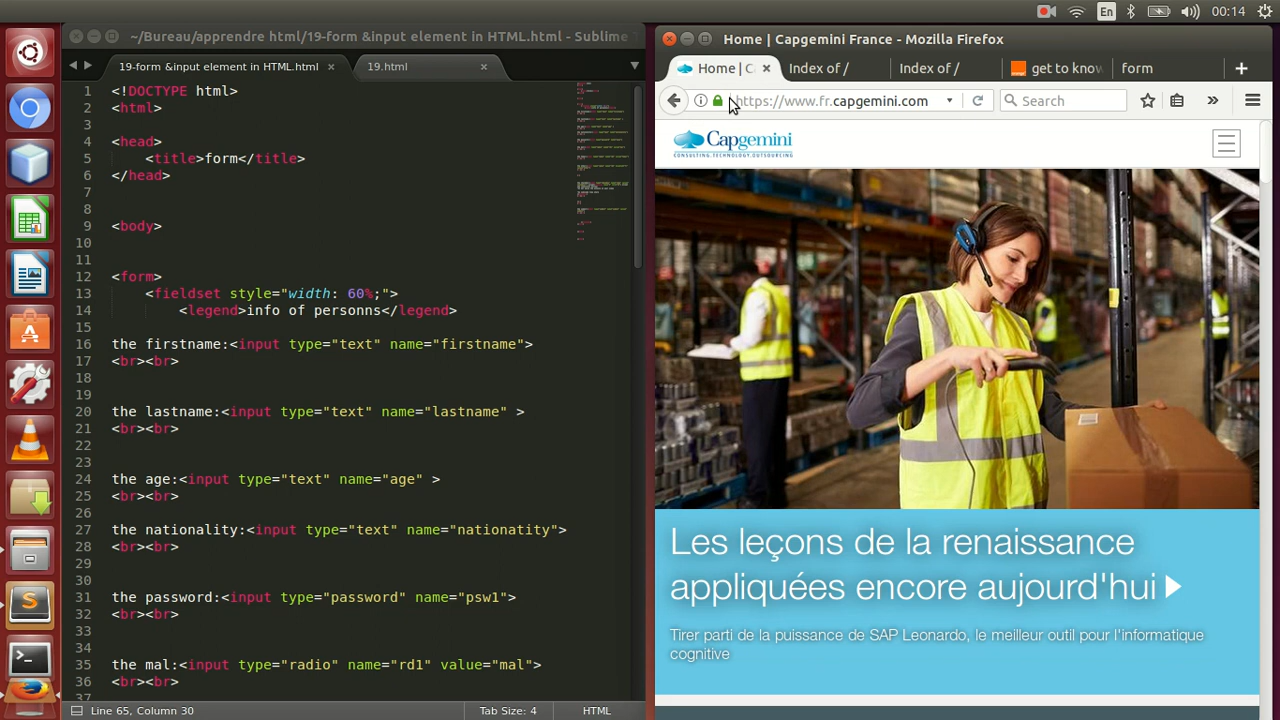 En
00:14
~/Bureau/apprendre html/19-form &input element in HTML.html - Sublime T
19-form &input element in HTML.html ×
19.html ×
1 <!DOCTYPE html>
2 <html>
3
4 <head>
5 <title>form</title>
6 </head>
7
8
9 <body>
10
11
12 <form>
13 <fieldset style="width: 60%;">
14 <legend>info of personns</legend>
15
16 the firstname:<input type="text" name="firstname">
17 <br><br>
18
19
20 the lastname:<input type="text" name="lastname" >
21 <br><br>
22
23
24 the age:<input type="text" name="age" >
25 <br><br>
26
27 the nationality:<input type="text" name="nationatity">
28 <br><br>
29
30
31 the password:<input type="password" name="psw1">
32 <br><br>
33
34
35 the mal:<input type="radio" name="rd1" value="mal">
36 <br><br>
37
Line 65, Column 30
Tab Size: 4
HTML
Home | Capgemini France - Mozilla Firefox
Home | C ×
Index of /
Index of /
get to know
form
https://www.fr.capgemini.com
Search
Capgemini
CONSULTING.TECHNOLOGY.OUTSOURCING
Les leçons de la renaissance
appliquées encore aujourd'hui
Tirer parti de la puissance de SAP Leonardo, le meilleur outil pour l'informatique
cognitive